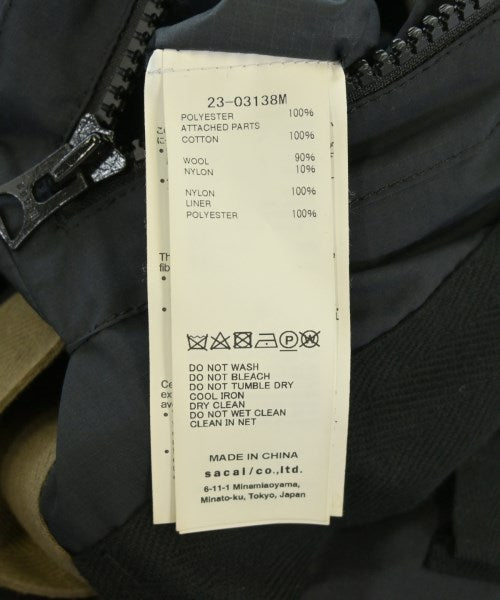 23-03138M
POLYESTER 100%
ATTACHED PARTS
COTTON 100%
WOOL 90%
NYLON 10%
NYLON 100%
LINER
POLYESTER 100%
DO NOT WASH
DO NOT BLEACH
DO NOT TUMBLE DRY
COOL IRON
DRY CLEAN
DO NOT WET CLEAN
CLEAN IN NET
MADE IN CHINA
sacai/co.,ltd.
6-11-1 Minamiaoyama,
Minato-ku, Tokyo, Japan